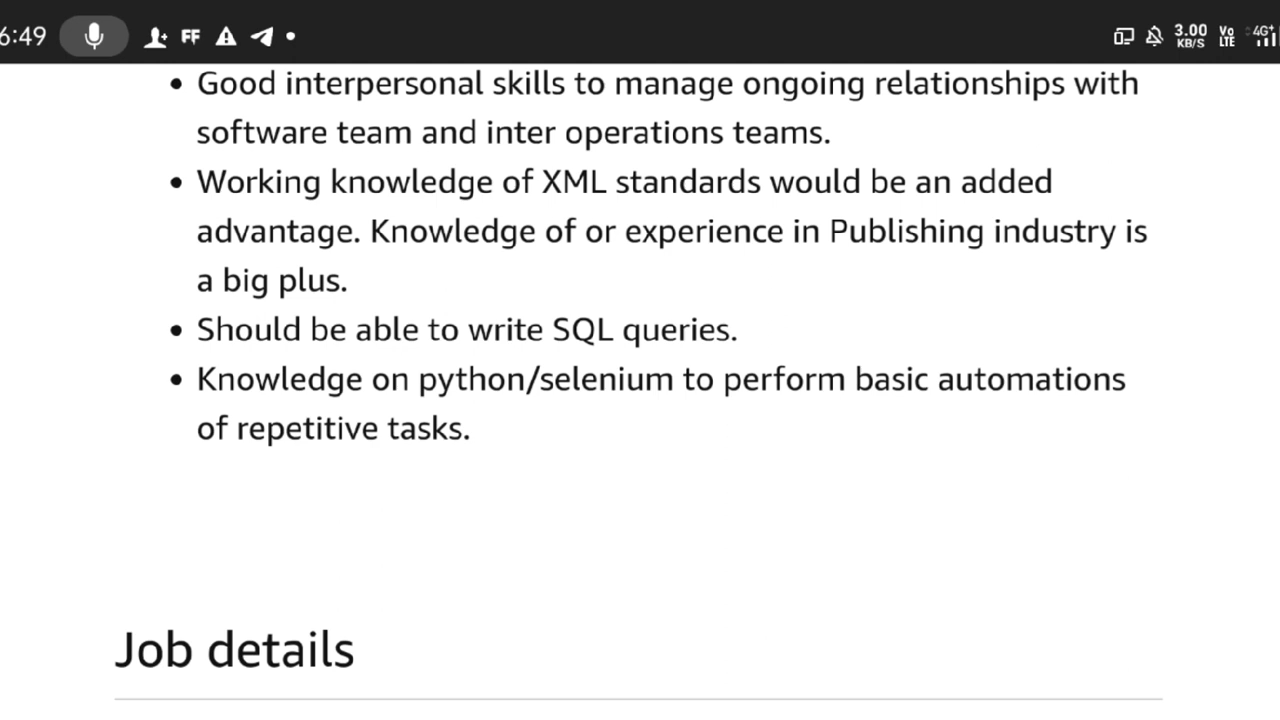 6:49 FF 3.00 KB/S Vo LTE 4G+
• Good interpersonal skills to manage ongoing relationships with
software team and inter operations teams.
• Working knowledge of XML standards would be an added
advantage. Knowledge of or experience in Publishing industry is
a big plus.
• Should be able to write SQL queries.
• Knowledge on python/selenium to perform basic automations
of repetitive tasks.
Job details